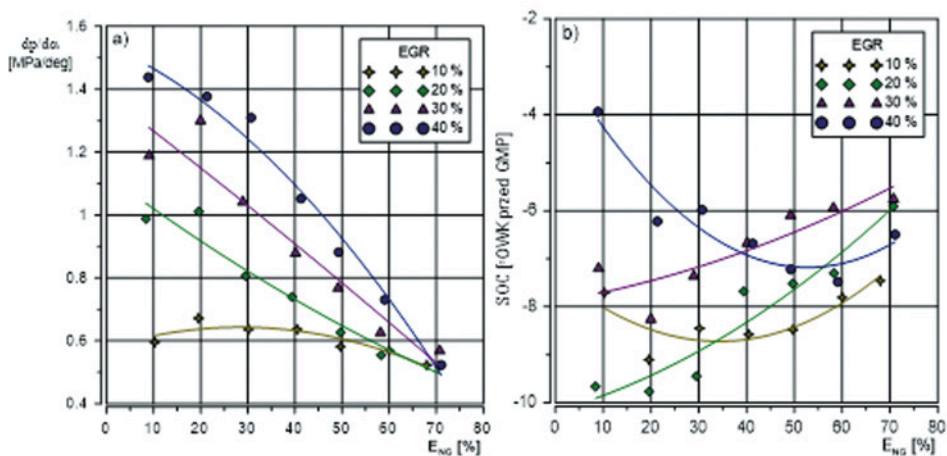 dp/dα
[MPa/deg]
a)
1.6
1.4
1.2
1
0.8
0.6
0.4
EGR
10 %
20 %
30 %
40 %
0 10 20 30 40 50 60 70 80
E_NG [%]
b)
-2
-4
-6
-8
-10
SOC [°OWK przed GMP]
EGR
10 %
20 %
30 %
40 %
0 10 20 30 40 50 60 70 80
E_NG [%]